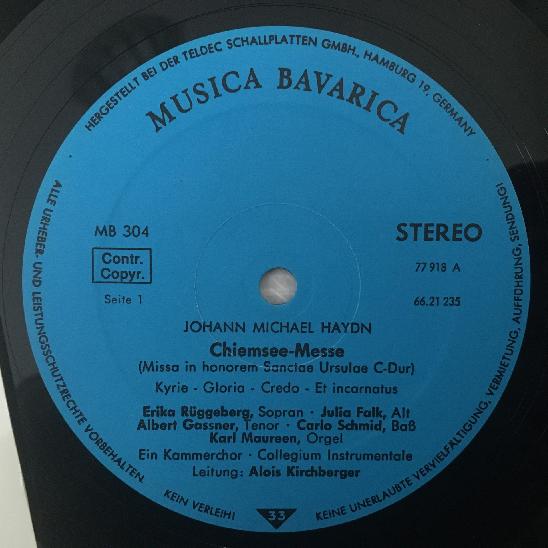 HERGESTELLT BEI DER TELDEC SCHALLPLATTEN GMBH., HAMBURG 19, GERMANY
MUSICA BAVARICA
MB 304
STEREO
Contr.
Copyr.
77 918 A
Seite 1
66.21 235
JOHANN MICHAEL HAYDN
Chiemsee-Messe
(Missa in honorem Sanctae Ursulae C-Dur)
Kyrie - Gloria - Credo - Et incarnatus
Erika Rüggeberg, Sopran · Julia Falk, Alt
Albert Gassner, Tenor · Carlo Schmid, Baß
Karl Maureen, Orgel
Ein Kammerchor · Collegium Instrumentale
Leitung: Alois Kirchberger
33
ALLE URHEBER- UND LEISTUNGSSCHUTZRECHTE VORBEHALTEN.
KEIN VERLEIH!
KEINE UNERLAUBTE VERVIELFÄLTIGUNG, VERMIETUNG, AUFFÜHRUNG, SENDUNG!